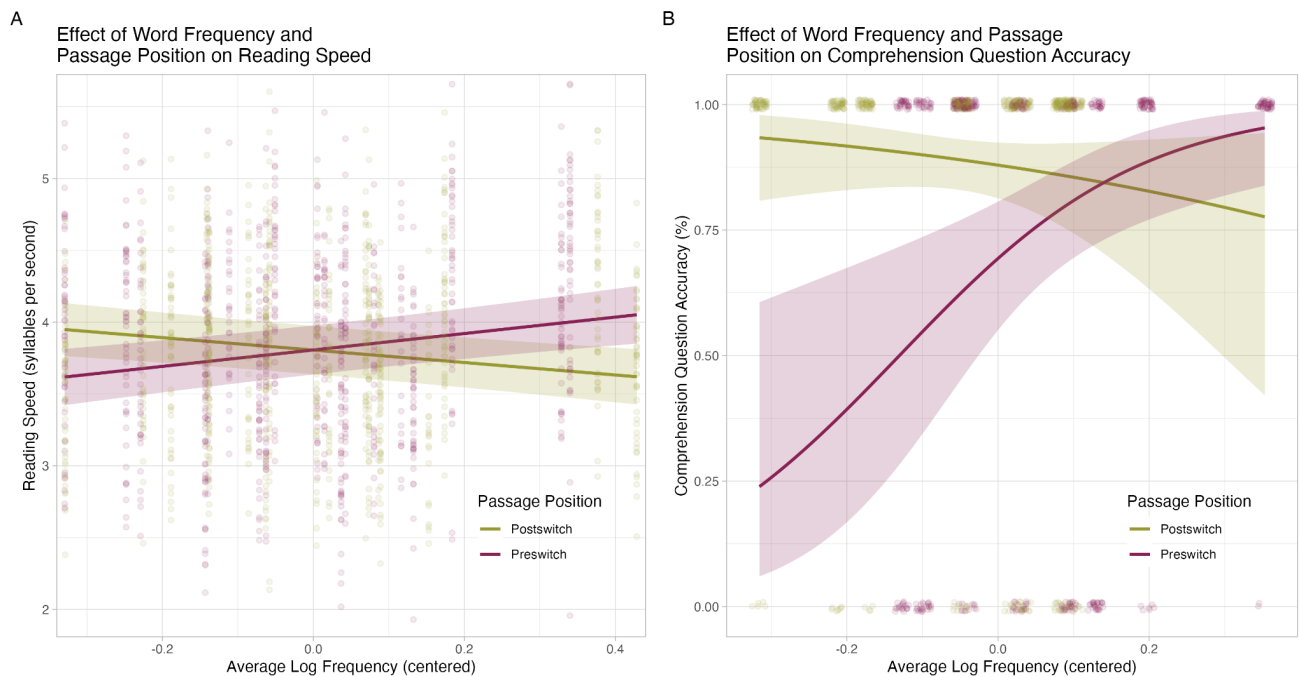 A
Effect of Word Frequency and
Passage Position on Reading Speed
Reading Speed (syllables per second)
5
4
3
2
Passage Position
Postswitch
Preswitch
-0.2
0.0
0.2
0.4
Average Log Frequency (centered)
B
Effect of Word Frequency and Passage
Position on Comprehension Question Accuracy
Comprehension Question Accuracy (%)
1.00
0.75
0.50
0.25
0.00
Passage Position
Postswitch
Preswitch
-0.2
0.0
0.2
Average Log Frequency (centered)